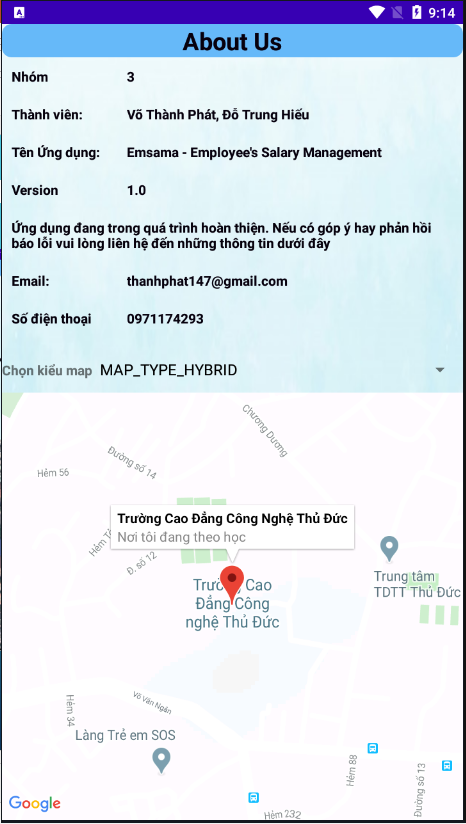 9:14
About Us
Nhóm 3
Thành viên: Võ Thành Phát, Đỗ Trung Hiếu
Tên Ứng dụng: Emsama - Employee's Salary Management
Version 1.0
Ứng dụng đang trong quá trình hoàn thiện. Nếu có góp ý hay phản hồi
báo lỗi vui lòng liên hệ đến những thông tin dưới đây
Email: thanhphat147@gmail.com
Số điện thoại 0971174293
Chọn kiểu map MAP_TYPE_HYBRID
Chương Dương
Đường số 14
Hẻm 56
Trường Cao Đẳng Công Nghệ Thủ Đức
Nơi tôi đang theo học
Đ. số 12
Trường Cao
Đẳng Công
nghệ Thủ Đức
Trung tâm
TDTT Thủ Đức
Hẻm 34
Võ Văn Ngân
Làng Trẻ em SOS
Hẻm 88
Đường số 13
Google
Hẻm 232